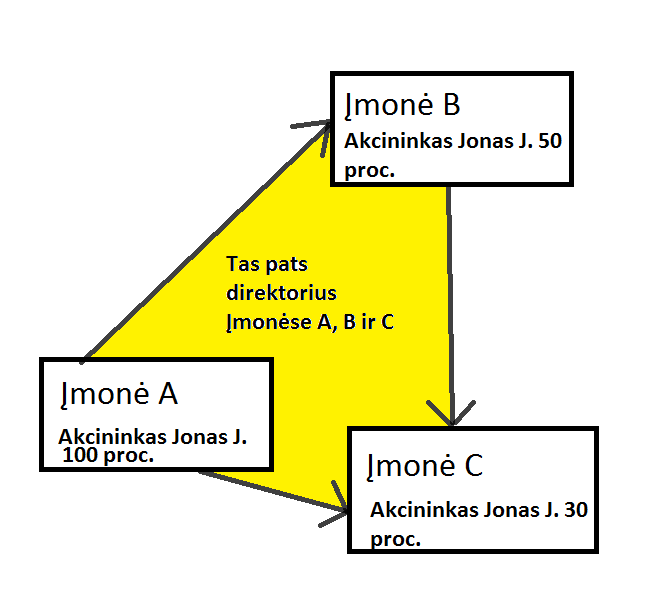 Įmonė B
Akcininkas Jonas J. 50
proc.
Tas pats
direktorius
Įmonėse A, B ir C
Įmonė A
Akcininkas Jonas J.
100 proc.
Įmonė C
Akcininkas Jonas J. 30
proc.